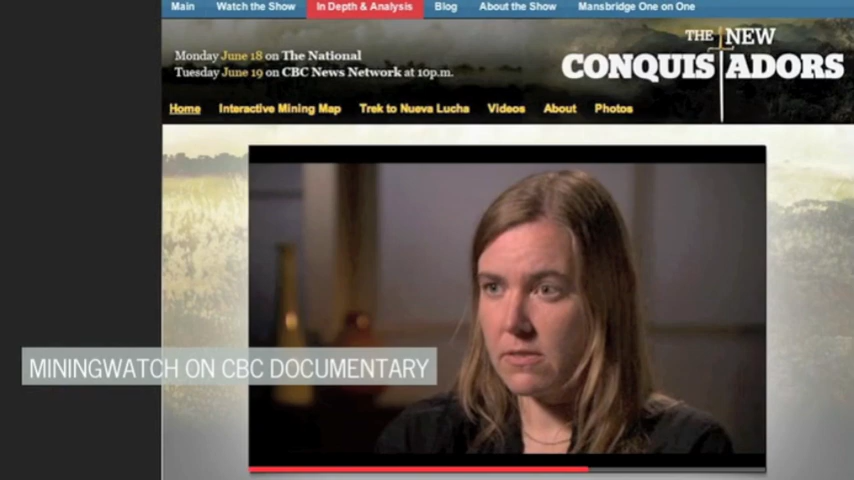 Main Watch the Show In Depth & Analysis Blog About the Show Mansbridge One on One
Monday June 18 on The National
Tuesday June 19 on CBC News Network at 10p.m.
THE NEW
CONQUISTADORS
Home Interactive Mining Map Trek to Nueva Lucha Videos About Photos
MININGWATCH ON CBC DOCUMENTARY